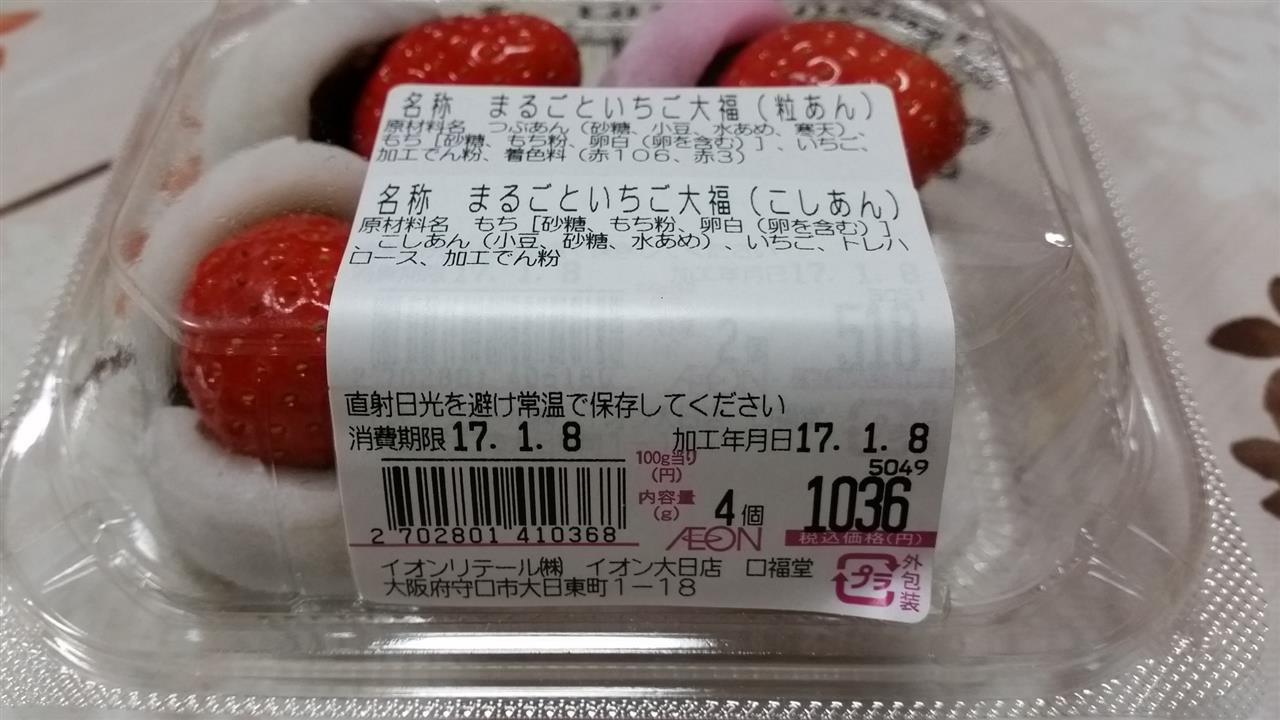 名称 まるごといちご大福(粒あん)
原材料名 つぶあん(砂糖、小豆、水あめ、寒天)、
もち[砂糖、もち粉、卵白(卵を含む)]、いちご、
加工でん粉、着色料(赤106、赤3)
名称 まるごといちご大福(こしあん)
原材料名 もち[砂糖、もち粉、卵白(卵を含む)]
、こしあん(小豆、砂糖、水あめ)、いちご、トレハ
ロース、加工でん粉
直射日光を避け常温で保存してください
消費期限 17. 1. 8 加工年月日 17. 1. 8
5049
100g当り(円)
内容量(g) 4個 1036
税込価格(円)
2 702801 410368
AEON
イオンリテール㈱ イオン大日店 口福堂
大阪府守口市大日東町1-18
プラ 外包装